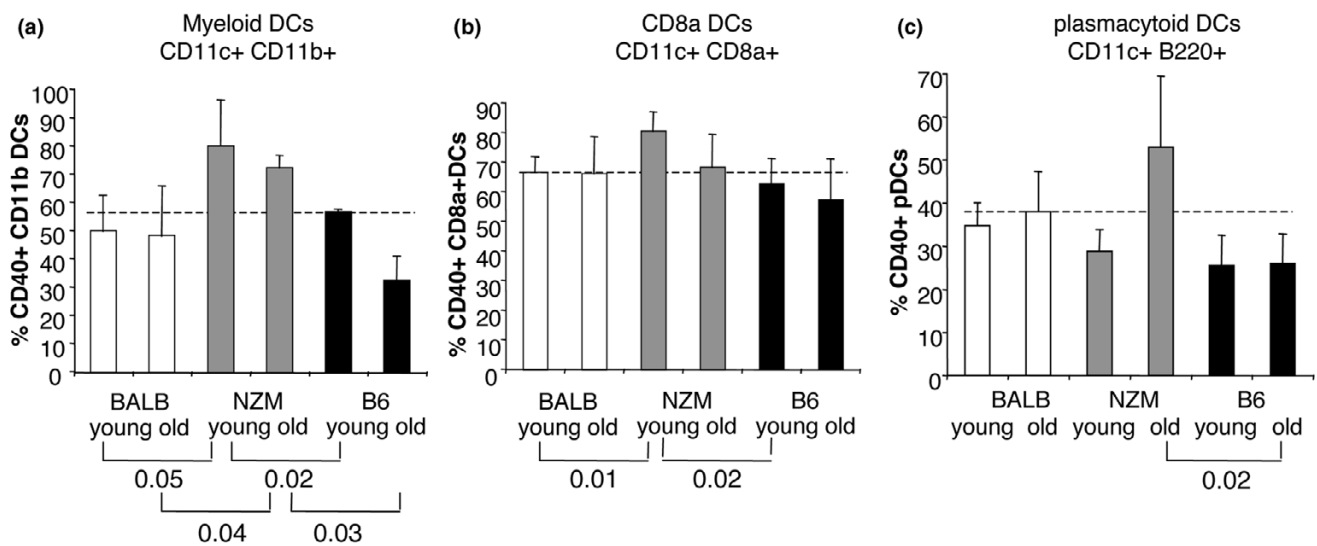 (a)
Myeloid DCs
CD11c+ CD11b+
% CD40+ CD11b DCs
100
90
80
70
60
50
40
30
20
10
0
BALB NZM B6
young old young old young old
0.05 0.02
0.04 0.03
(b)
CD8a DCs
CD11c+ CD8a+
% CD40+ CD8a+DCs
90
80
70
60
50
40
30
20
10
0
BALB NZM B6
young old young old young old
0.01 0.02
(c)
plasmacytoid DCs
CD11c+ B220+
% CD40+ pDCs
70
60
50
40
30
20
10
0
BALB NZM B6
young old young old young old
0.02